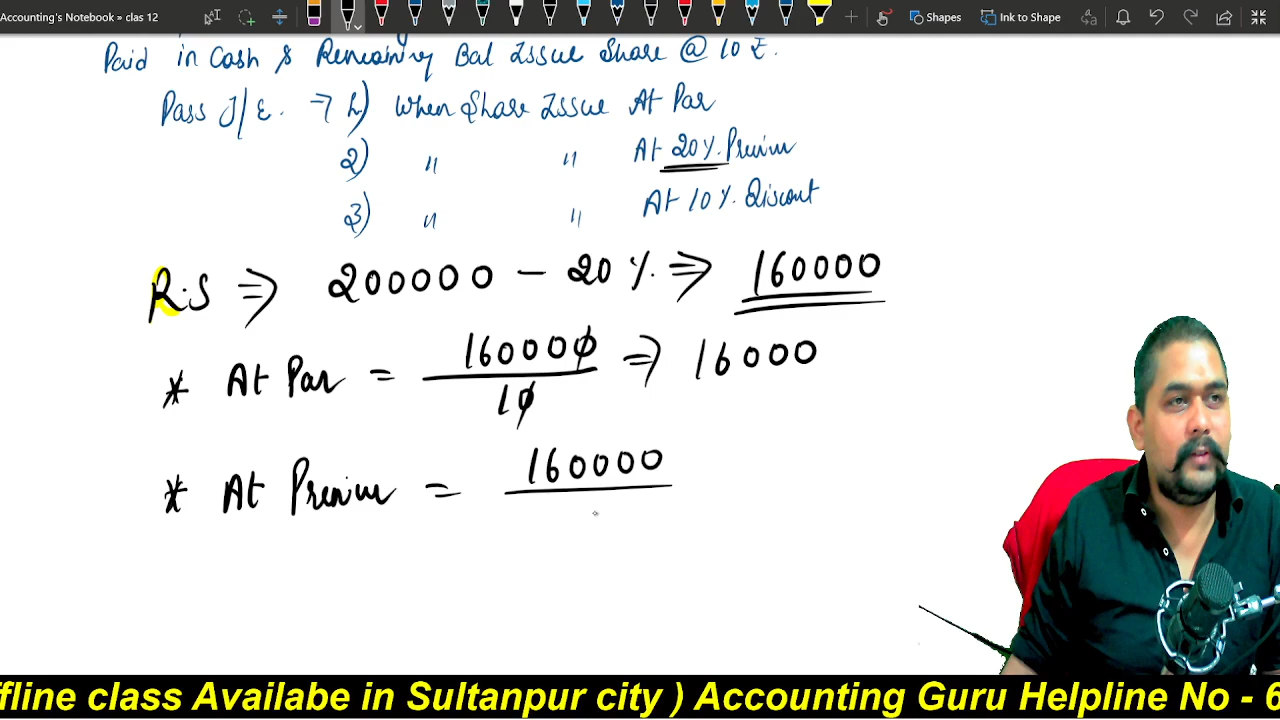 Accounting's Notebook » clas 12
Shapes
Ink to Shape
Paid in Cash & Remaining Bal Issue Share @ 10 ₹.
Pass J/E. → 1) When Share Issue At Par
2) " " At 20%. Premium
3) " " At 10%. Discount
R.S ⇒ 200000 - 20 % ⇒ 160000
* At Par = 160000 ⇒ 16000
10
* At Premium = 160000
ffline class Availabe in Sultanpur city ) Accounting Guru Helpline No - 6